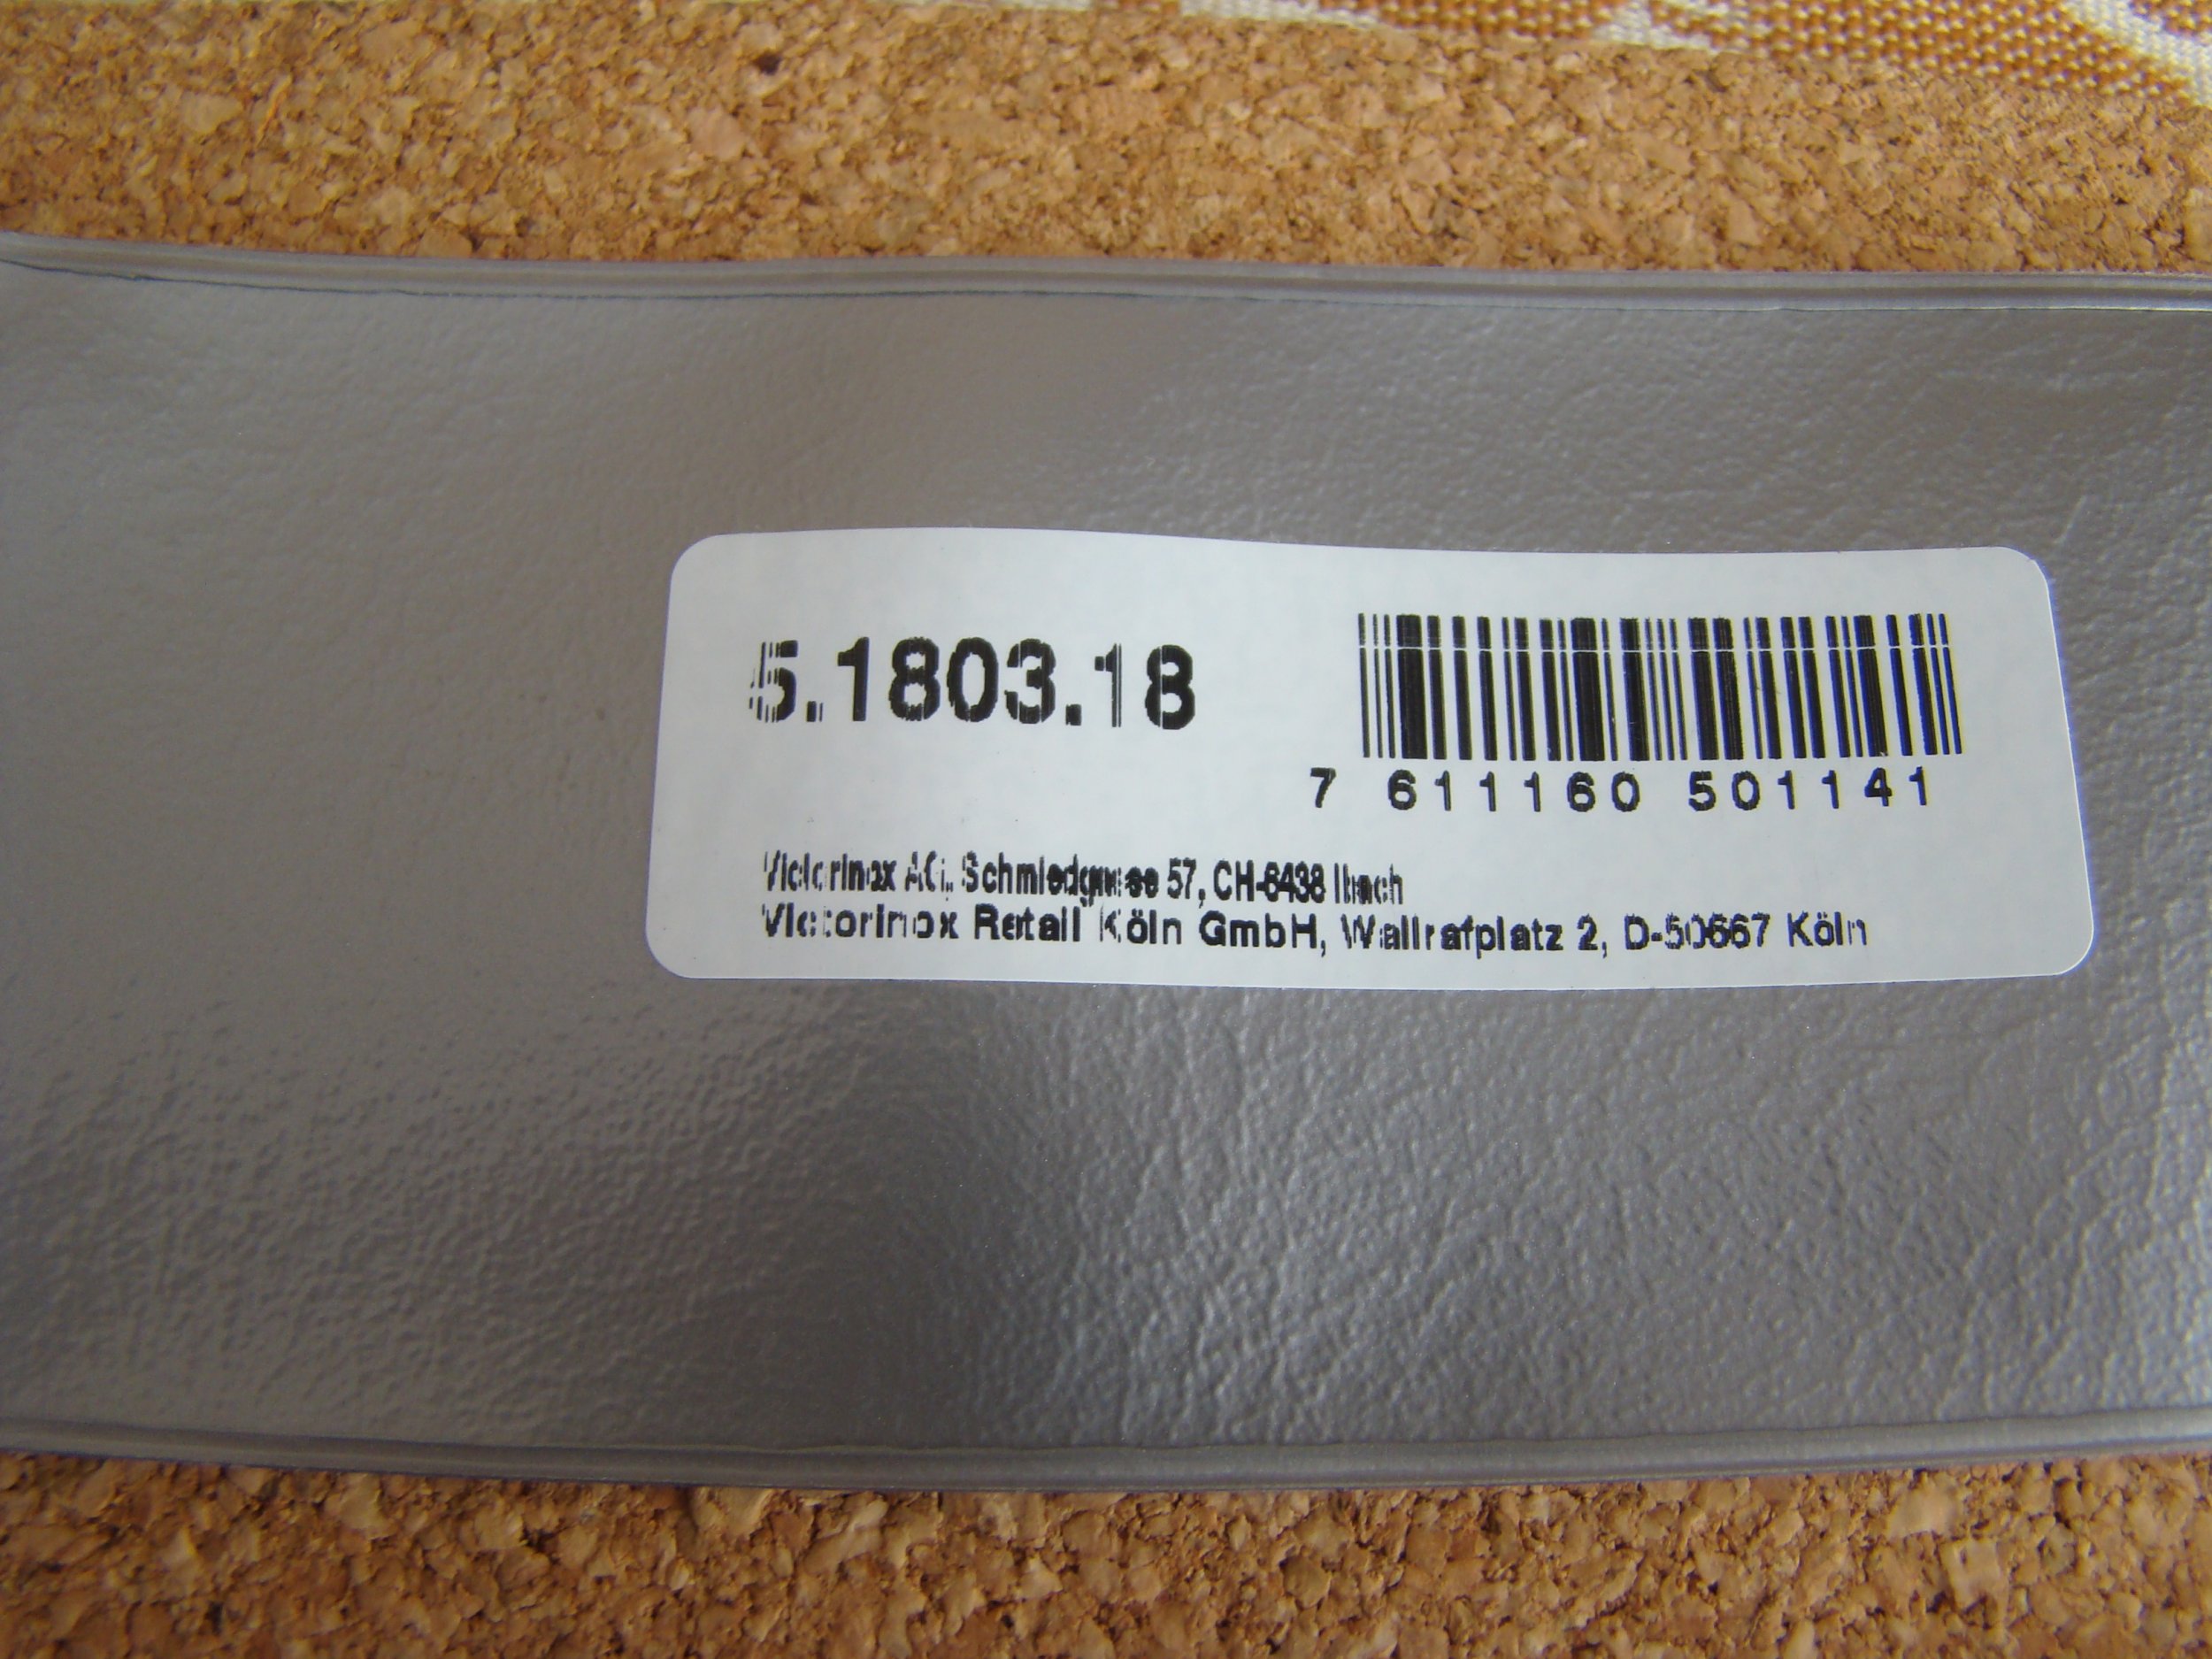 5.1803.18
7 611160 501141
Victorinox AG, Schmiedgasse 57, CH-6438 Ibach
Victorinox Retail Köln GmbH, Wallrafplatz 2, D-50667 Köln